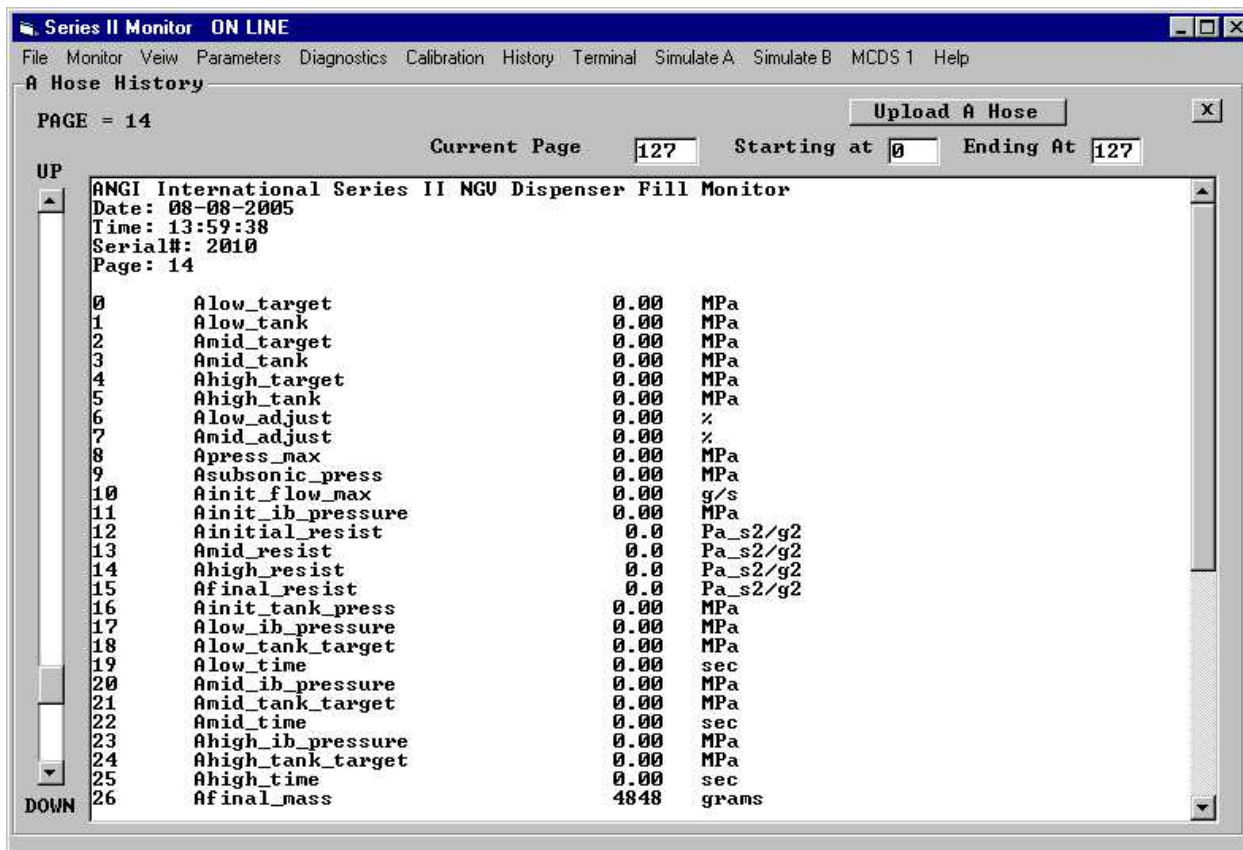 Series II Monitor ON LINE
File Monitor Veiw Parameters Diagnostics Calibration History Terminal Simulate A Simulate B MCDS 1 Help
A Hose History
PAGE = 14
Upload A Hose
x
Current Page 127 Starting at 0 Ending At 127
UP
ANGI International Series II NGV Dispenser Fill Monitor
Date: 08-08-2005
Time: 13:59:38
Serial#: 2010
Page: 14
0 Alow_target 0.00 MPa
1 Alow_tank 0.00 MPa
2 Amid_target 0.00 MPa
3 Amid_tank 0.00 MPa
4 Ahigh_target 0.00 MPa
5 Ahigh_tank 0.00 MPa
6 Alow_adjust 0.00 %
7 Amid_adjust 0.00 %
8 Apress_max 0.00 MPa
9 Asubsonic_press 0.00 MPa
10 Ainit_flow_max 0.00 g/s
11 Ainit_ib_pressure 0.00 MPa
12 Ainitial_resist 0.0 Pa_s2/g2
13 Amid_resist 0.0 Pa_s2/g2
14 Ahigh_resist 0.0 Pa_s2/g2
15 Afinal_resist 0.0 Pa_s2/g2
16 Ainit_tank_press 0.00 MPa
17 Alow_ib_pressure 0.00 MPa
18 Alow_tank_target 0.00 MPa
19 Alow_time 0.00 sec
20 Amid_ib_pressure 0.00 MPa
21 Amid_tank_target 0.00 MPa
22 Amid_time 0.00 sec
23 Ahigh_ib_pressure 0.00 MPa
24 Ahigh_tank_target 0.00 MPa
25 Ahigh_time 0.00 sec
26 Afinal_mass 4848 grams
DOWN